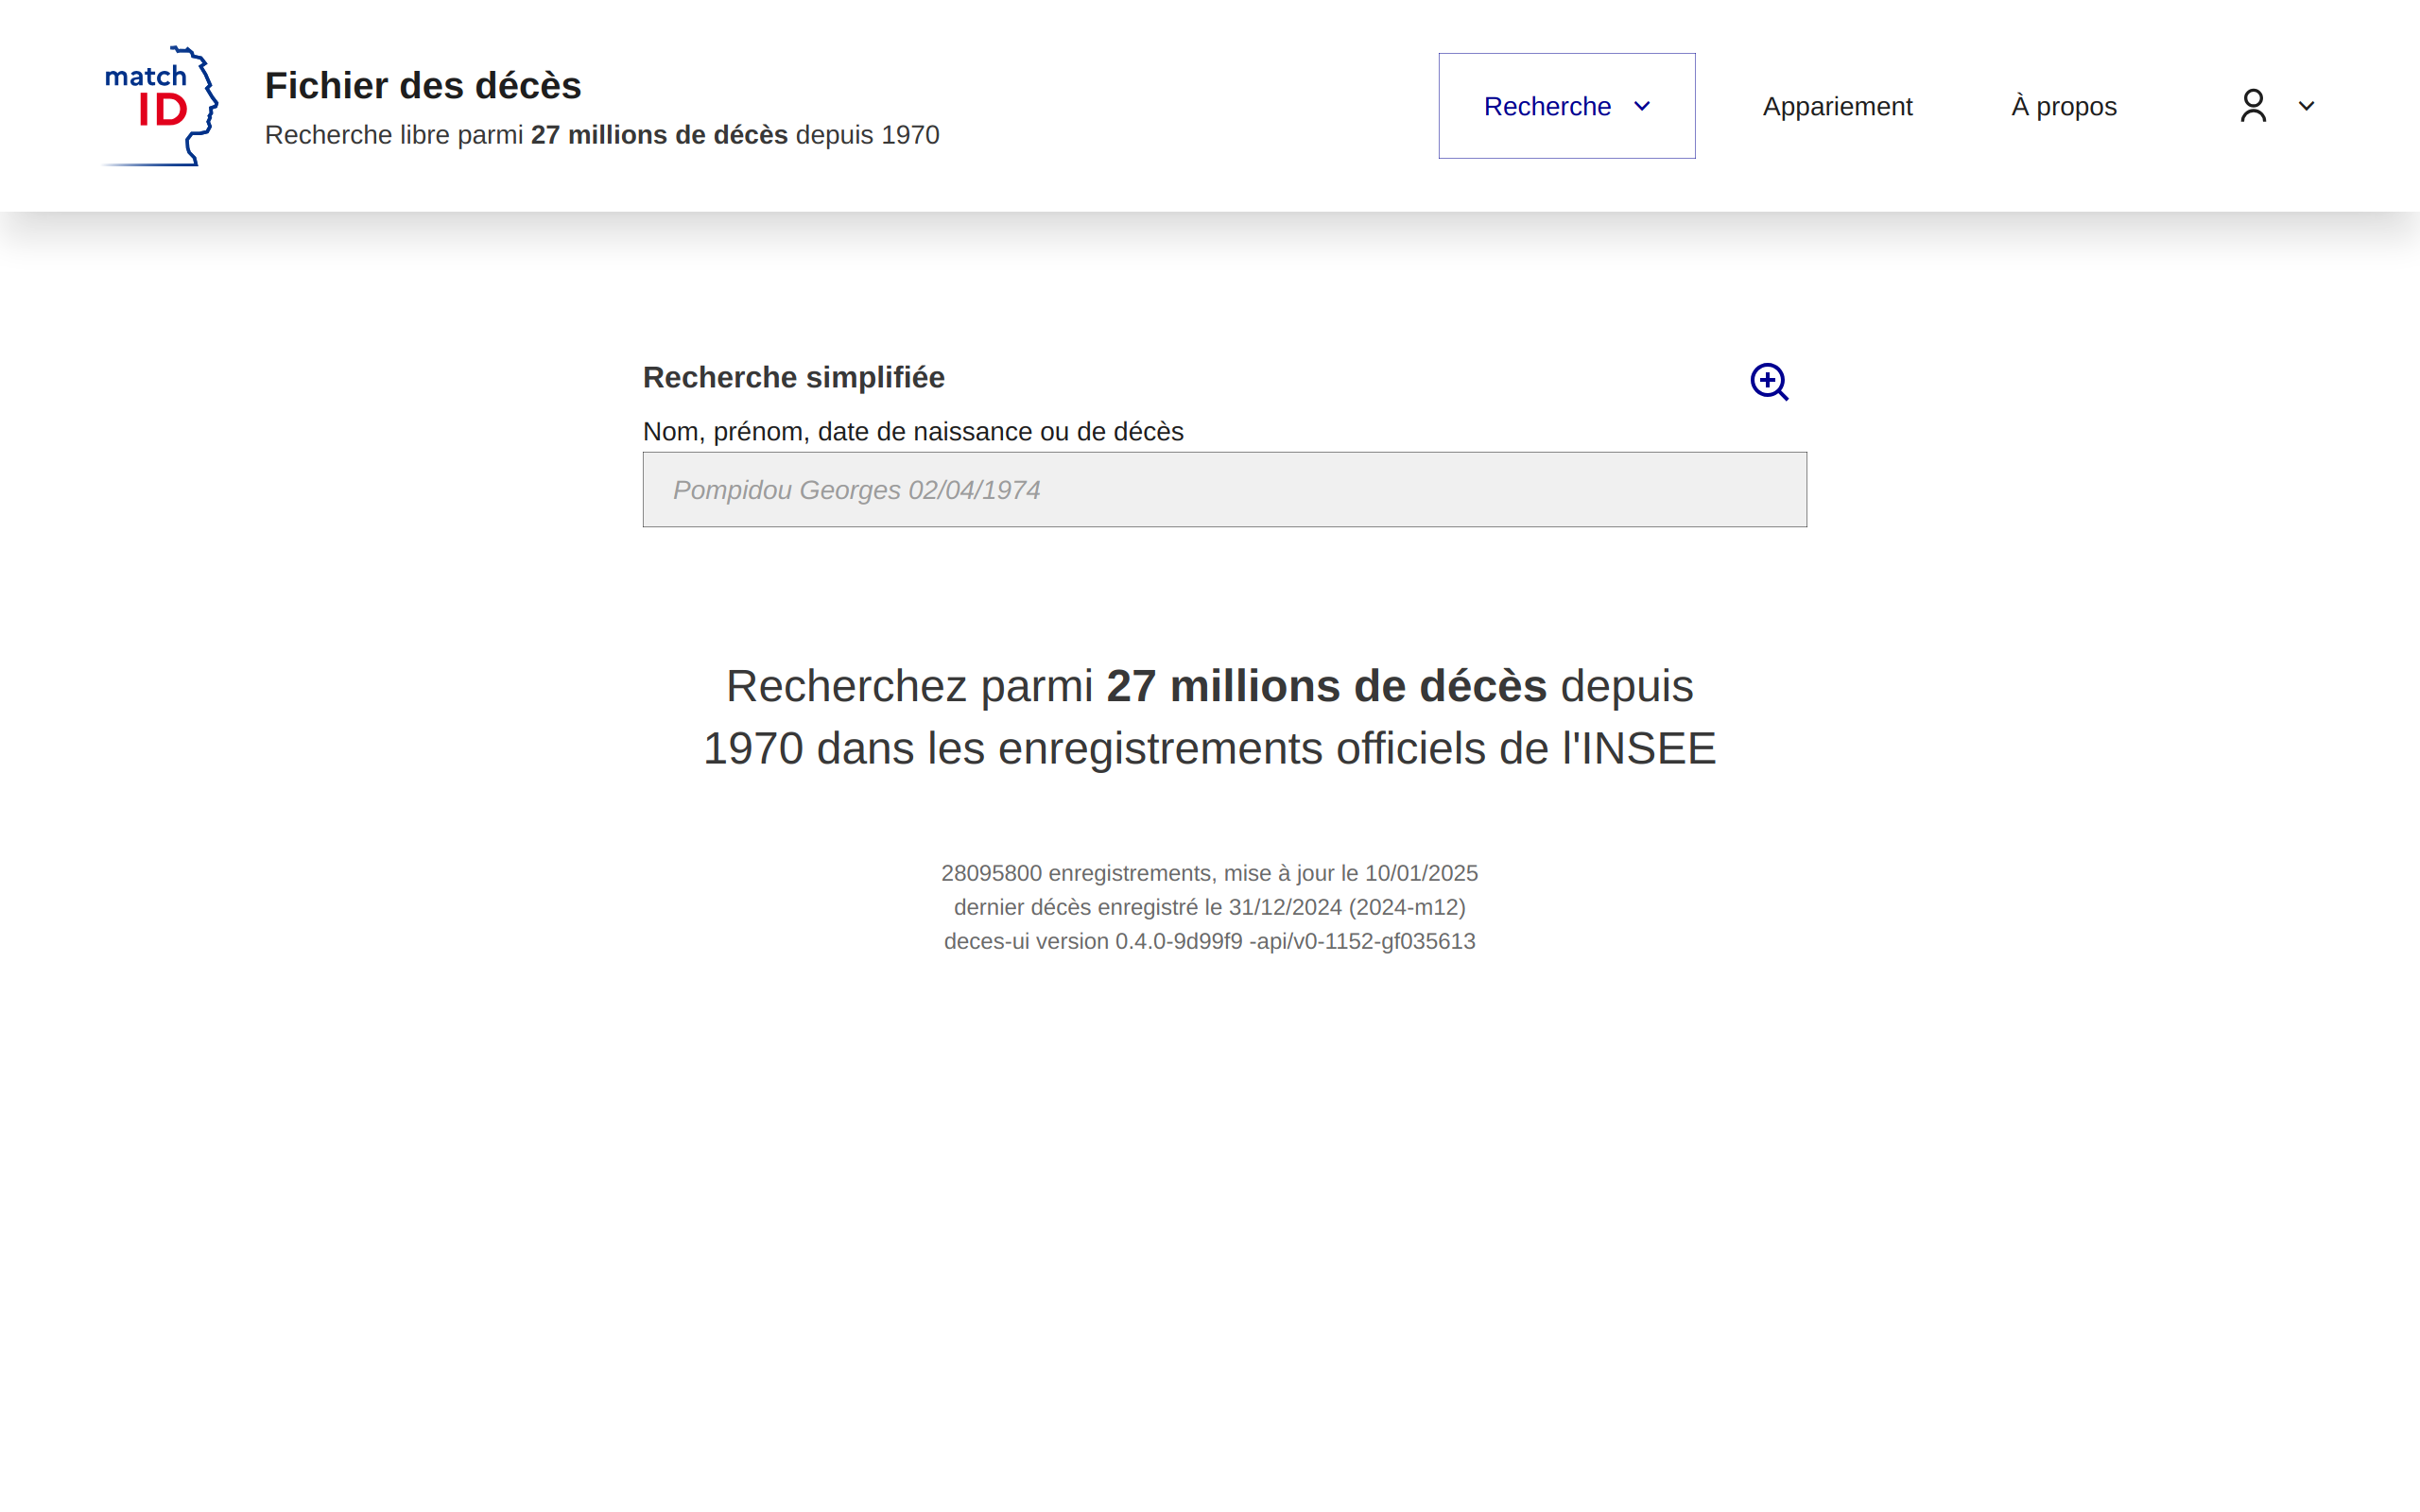 match
ID
Fichier des décès
Recherche libre parmi 27 millions de décès depuis 1970
Recherche
Appariement
À propos
Recherche simplifiée
Nom, prénom, date de naissance ou de décès
Pompidou Georges 02/04/1974
Recherchez parmi 27 millions de décès depuis
1970 dans les enregistrements officiels de l'INSEE
28095800 enregistrements, mise à jour le 10/01/2025
dernier décès enregistré le 31/12/2024 (2024-m12)
deces-ui version 0.4.0-9d99f9 -api/v0-1152-gf035613